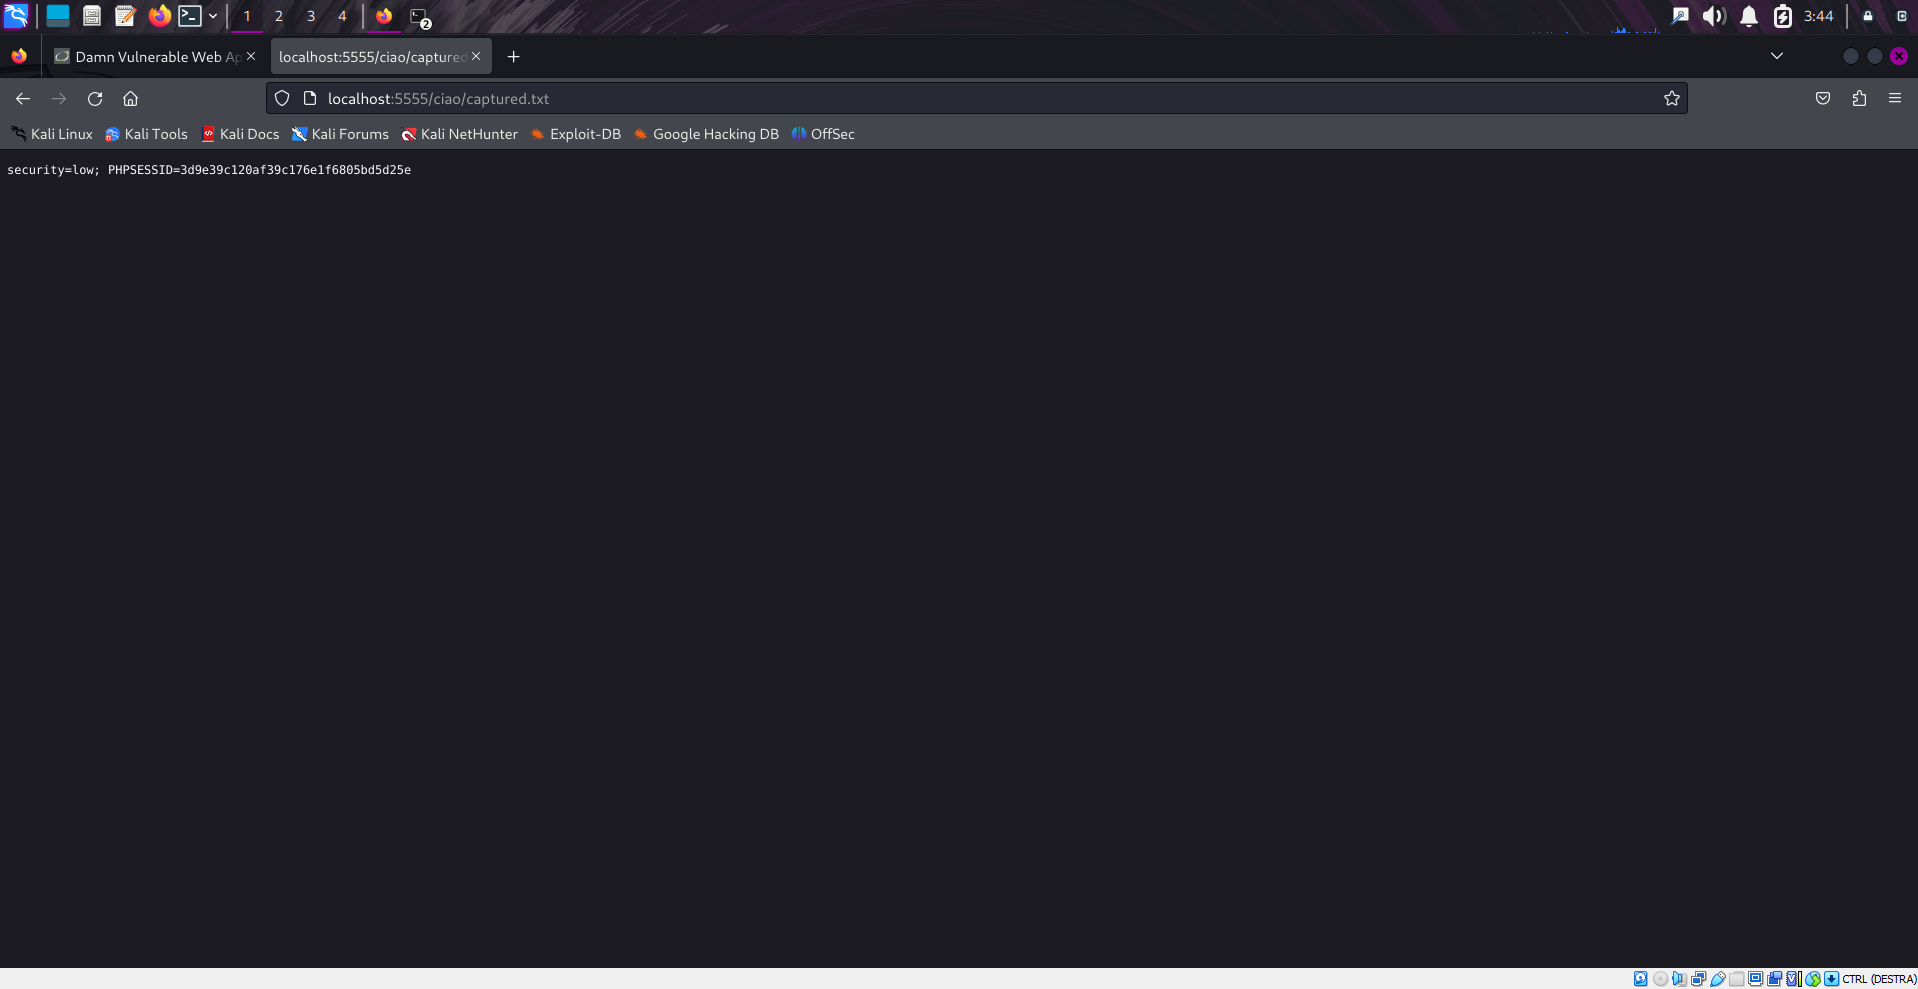 1 2 3 4 2 3:44
Damn Vulnerable Web Ap localhost:5555/ciao/captured
localhost:5555/ciao/captured.txt
Kali Linux Kali Tools Kali Docs Kali Forums Kali NetHunter Exploit-DB Google Hacking DB OffSec
security=low; PHPSESSID=3d9e39c120af39c176e1f6805bd5d25e
CTRL (DESTRA)